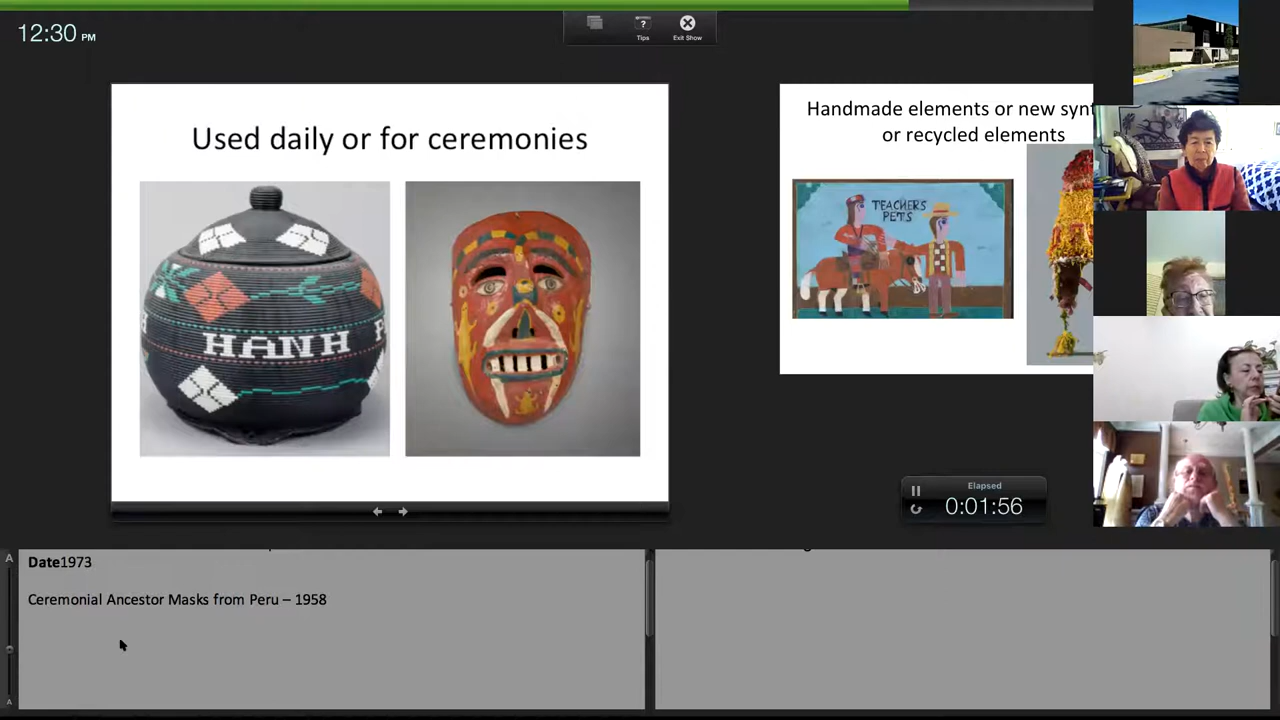 12:30 PM
Tips
Exit Show
Used daily or for ceremonies
HANH
Handmade elements or new
or recycled elements
TEACHERS
PETS
Elapsed
0:01:56
A
Date1973
Ceremonial Ancestor Masks from Peru – 1958
A